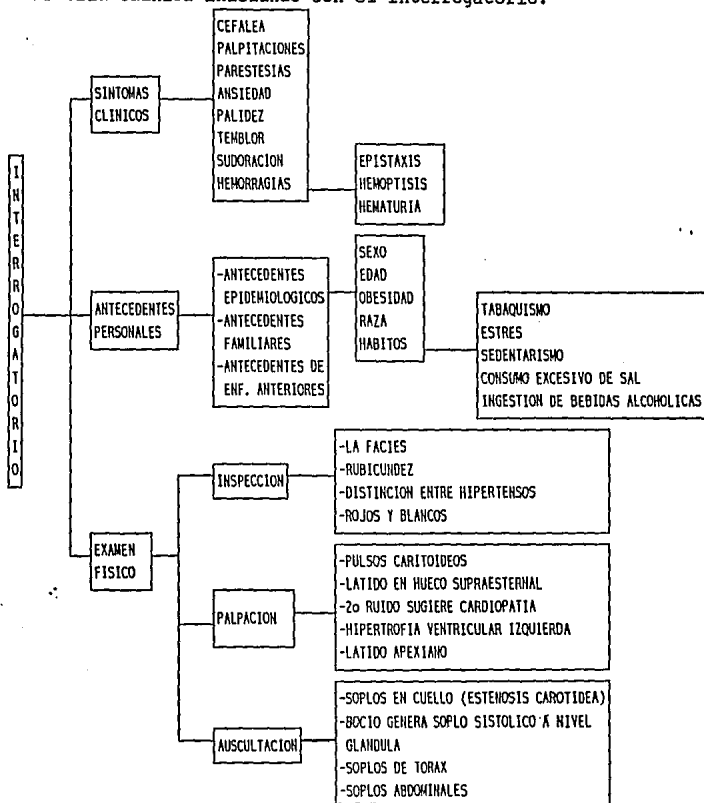 CEFALEA
PALPITACIONES
PARESTESIAS
ANSIEDAD
PALIDEZ
TEMBLOR
SUDORACION
HEMORRAGIAS
SINTOMAS
CLINICOS
EPISTAXIS
HEMOPTISIS
HEMATURIA
INTERROGATORIO
ANTECEDENTES
PERSONALES
-ANTECEDENTES
EPIDEMIOLOGICOS
-ANTECEDENTES
FAMILIARES
-ANTECEDENTES DE
ENF. ANTERIORES
SEXO
EDAD
OBESIDAD
RAZA
HABITOS
TABAQUISMO
ESTRES
SEDENTARISMO
CONSUMO EXCESIVO DE SAL
INGESTION DE BEBIDAS ALCOHOLICAS
EXAMEN
FISICO
INSPECCION
-LA FACIES
-RUBICUNDEZ
-DISTINCION ENTRE HIPERTENSOS
-ROJOS Y BLANCOS
PALPACION
-PULSOS CARITOIDEOS
-LATIDO EN HUECO SUPRAESTERNAL
-2o RUIDO SUGIERE CARDIOPATIA
-HIPERTROFIA VENTRICULAR IZQUIERDA
-LATIDO APEXIANO
AUSCULTACION
-SOPLOS EN CUELLO (ESTENOSIS CAROTIDEA)
-BOCIO GENERA SOPLO SISTOLICO A NIVEL
GLANDULA
-SOPLOS DE TORAX
-SOPLOS ABDOMINALES